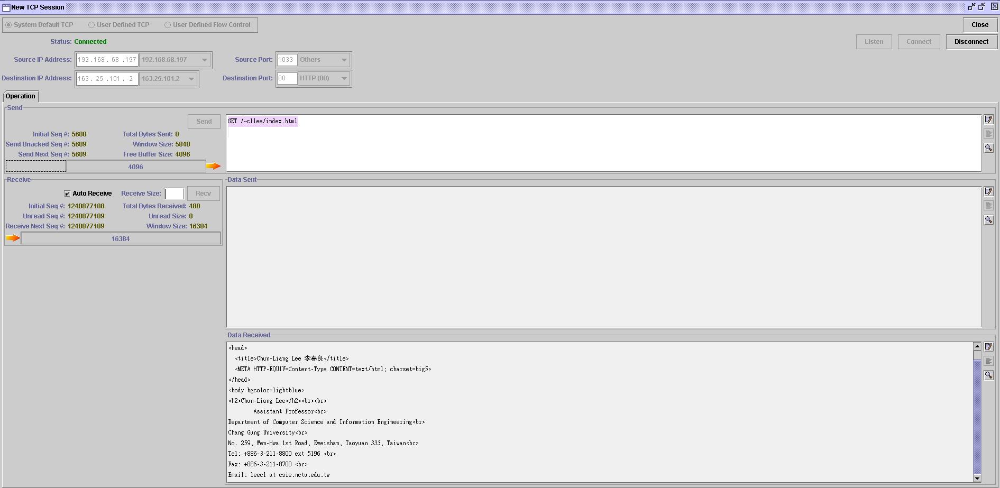 New TCP Session
System Default TCP User Defined TCP User Defined Flow Control Close
Status: Connected Listen Connect Disconnect
Source IP Address: 192.168.68.197 192.168.68.197 Source Port: 1033 Others
Destination IP Address: 163.25.101.2 163.25.101.2 Destination Port: 80 HTTP (80)
Operation
Send
Send
Initial Seq #: 5608 Total Bytes Sent: 0
Send Unacked Seq #: 5609 Window Size: 5840
Send Next Seq #: 5609 Free Buffer Size: 4096
4096
GET /~cllee/index.html
Receive
Auto Receive Receive Size: Recv
Initial Seq #: 1240877108 Total Bytes Received: 480
Unread Seq #: 1240877109 Unread Size: 0
Receive Next Seq #: 1240877109 Window Size: 16384
16384
Data Sent
Data Received
<head>
<title>Chun-Liang Lee 李春良</title>
<META HTTP-EQUIV=Content-Type CONTENT=text/html; charset=big5>
</head>
<body bgcolor=lightblue>
<h2>Chun-Liang Lee</h2><br><br>
Assistant Professor<br>
Department of Computer Science and Information Engineering<br>
Chang Gung University<br>
No. 259, Wen-Hwa 1st Road, Kweishan, Taoyuan 333, Taiwan<br>
Tel: +886-3-211-8800 ext 5196 <br>
Fax: +886-3-211-8700 <br>
Email: leecl at csie.nctu.edu.tw